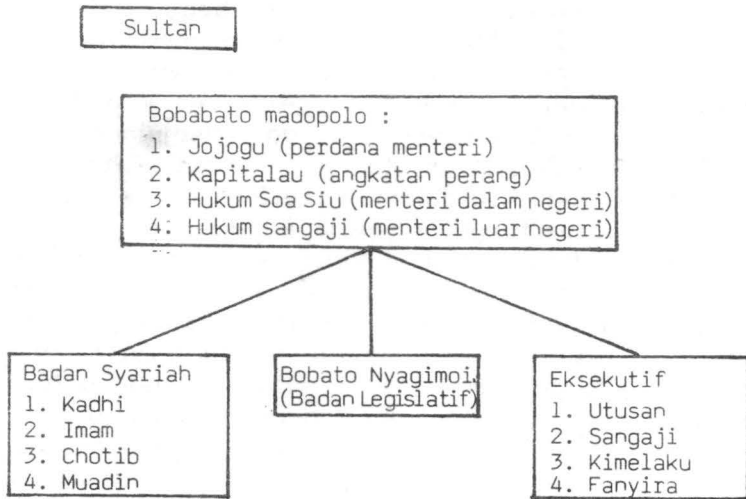 Sultan
Bobabato madopolo :
1. Jojogu (perdana menteri)
2. Kapitalau (angkatan perang)
3. Hukum Soa Siu (menteri dalam negeri)
4. Hukum sangaji (menteri luar negeri)
Badan Syariah
1. Kadhi
2. Imam
3. Chotib
4. Muadin
Bobato Nyagimoi.
(Badan Legislatif)
Eksekutif
1. Utusan
2. Sangaji
3. Kimelaku
4. Fanyira